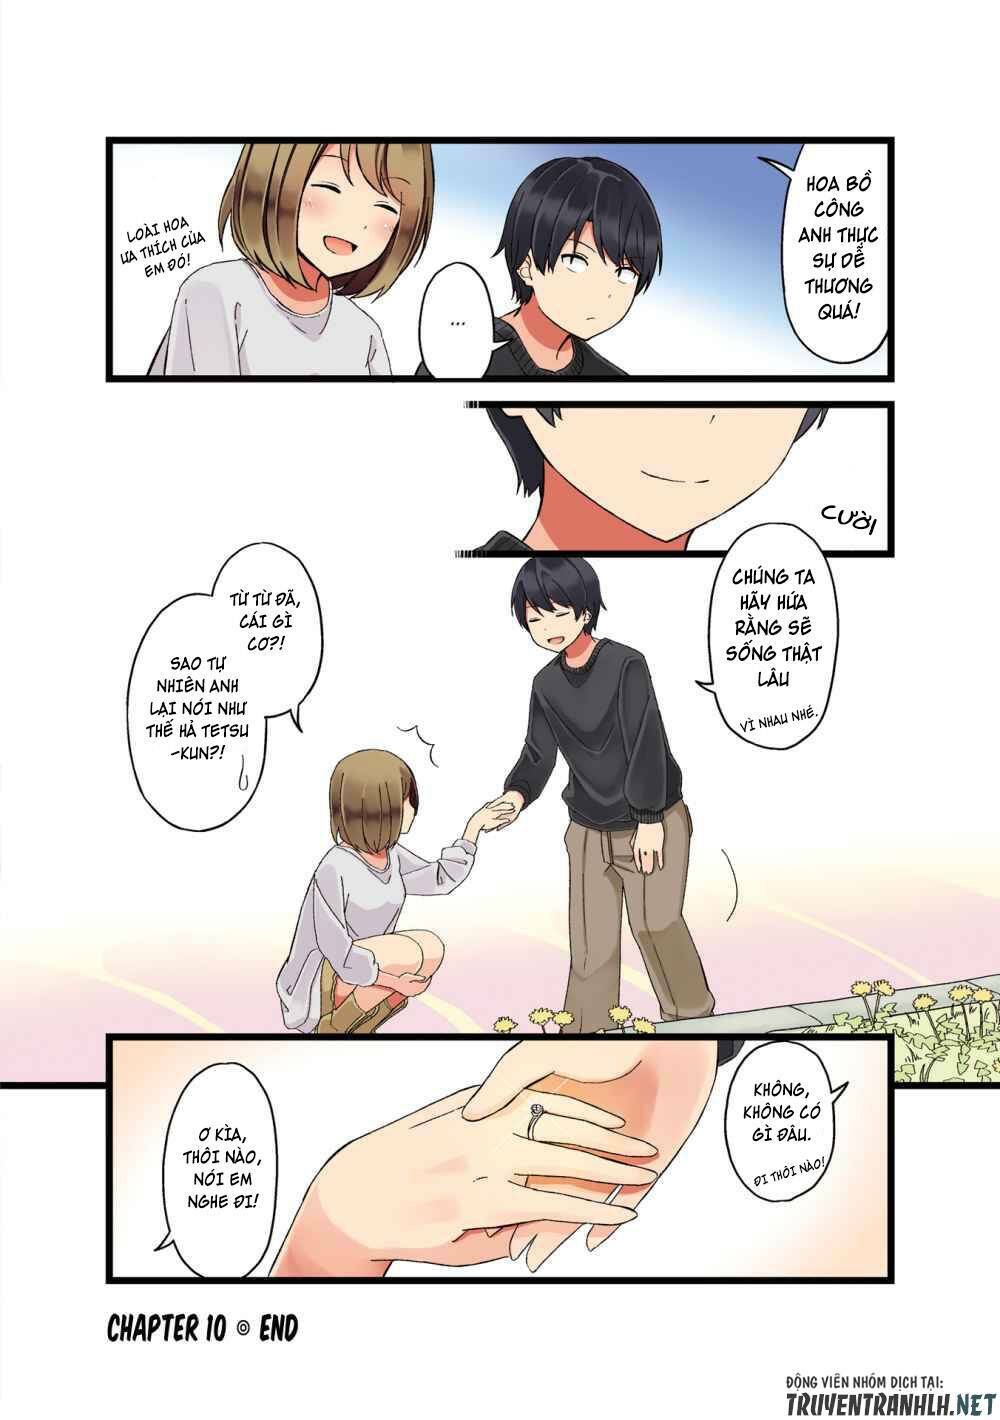 HOA BỒ
CÔNG
ANH THỰC
SỰ DỄ
THƯƠNG
QUÁ!
...
LOÀI HOA
ƯA THÍCH CỦA
EM ĐÓ!
CƯỜI
CHÚNG TA
HÃY HỨA
RẰNG SẼ
SỐNG THẬT
LÂU
VÌ NHAU NHÉ.
TỪ TỪ ĐÃ,
CÁI GÌ
CƠ?!
SAO TỰ
NHIÊN ANH
LẠI NÓI NHƯ
THẾ HẢ TETSU
-KUN?!
KHÔNG,
KHÔNG CÓ
GÌ ĐÂU.
ĐI THÔI NÀO!
Ơ KÌA,
THÔI NÀO,
NÓI EM
NGHE ĐI!
CHAPTER 10 ◎ END
ĐỘNG VIÊN NHÓM DỊCH TẠI:
TRUYENTRANHLH.NET